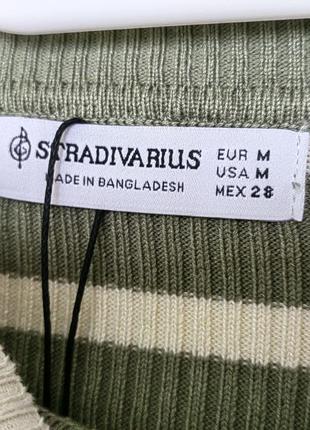 STRADIVARIUS
MADE IN BANGLADESH
EUR M
USA M
MEX 28